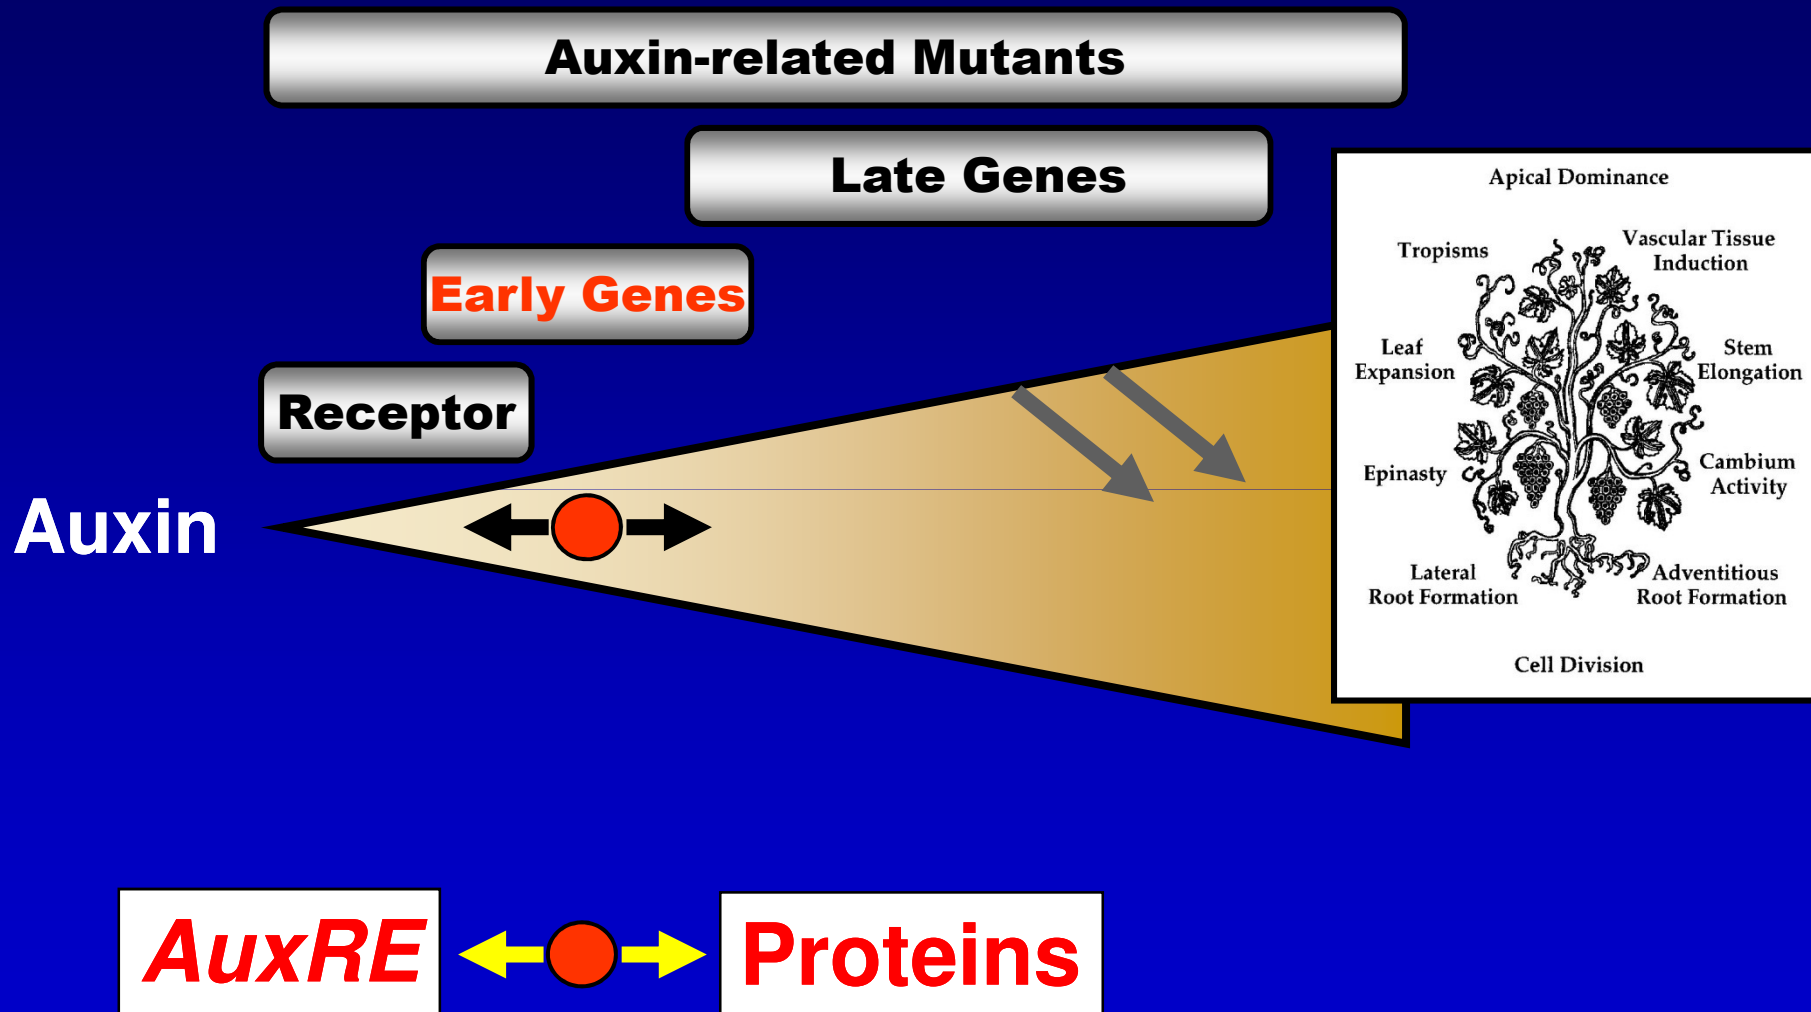 Auxin-related Mutants
Late Genes
Early Genes
Receptor
Auxin
Apical Dominance
Tropisms
Vascular Tissue
Induction
Leaf
Expansion
Stem
Elongation
Epinasty
Cambium
Activity
Lateral
Root Formation
Adventitious
Root Formation
Cell Division
AuxRE
Proteins